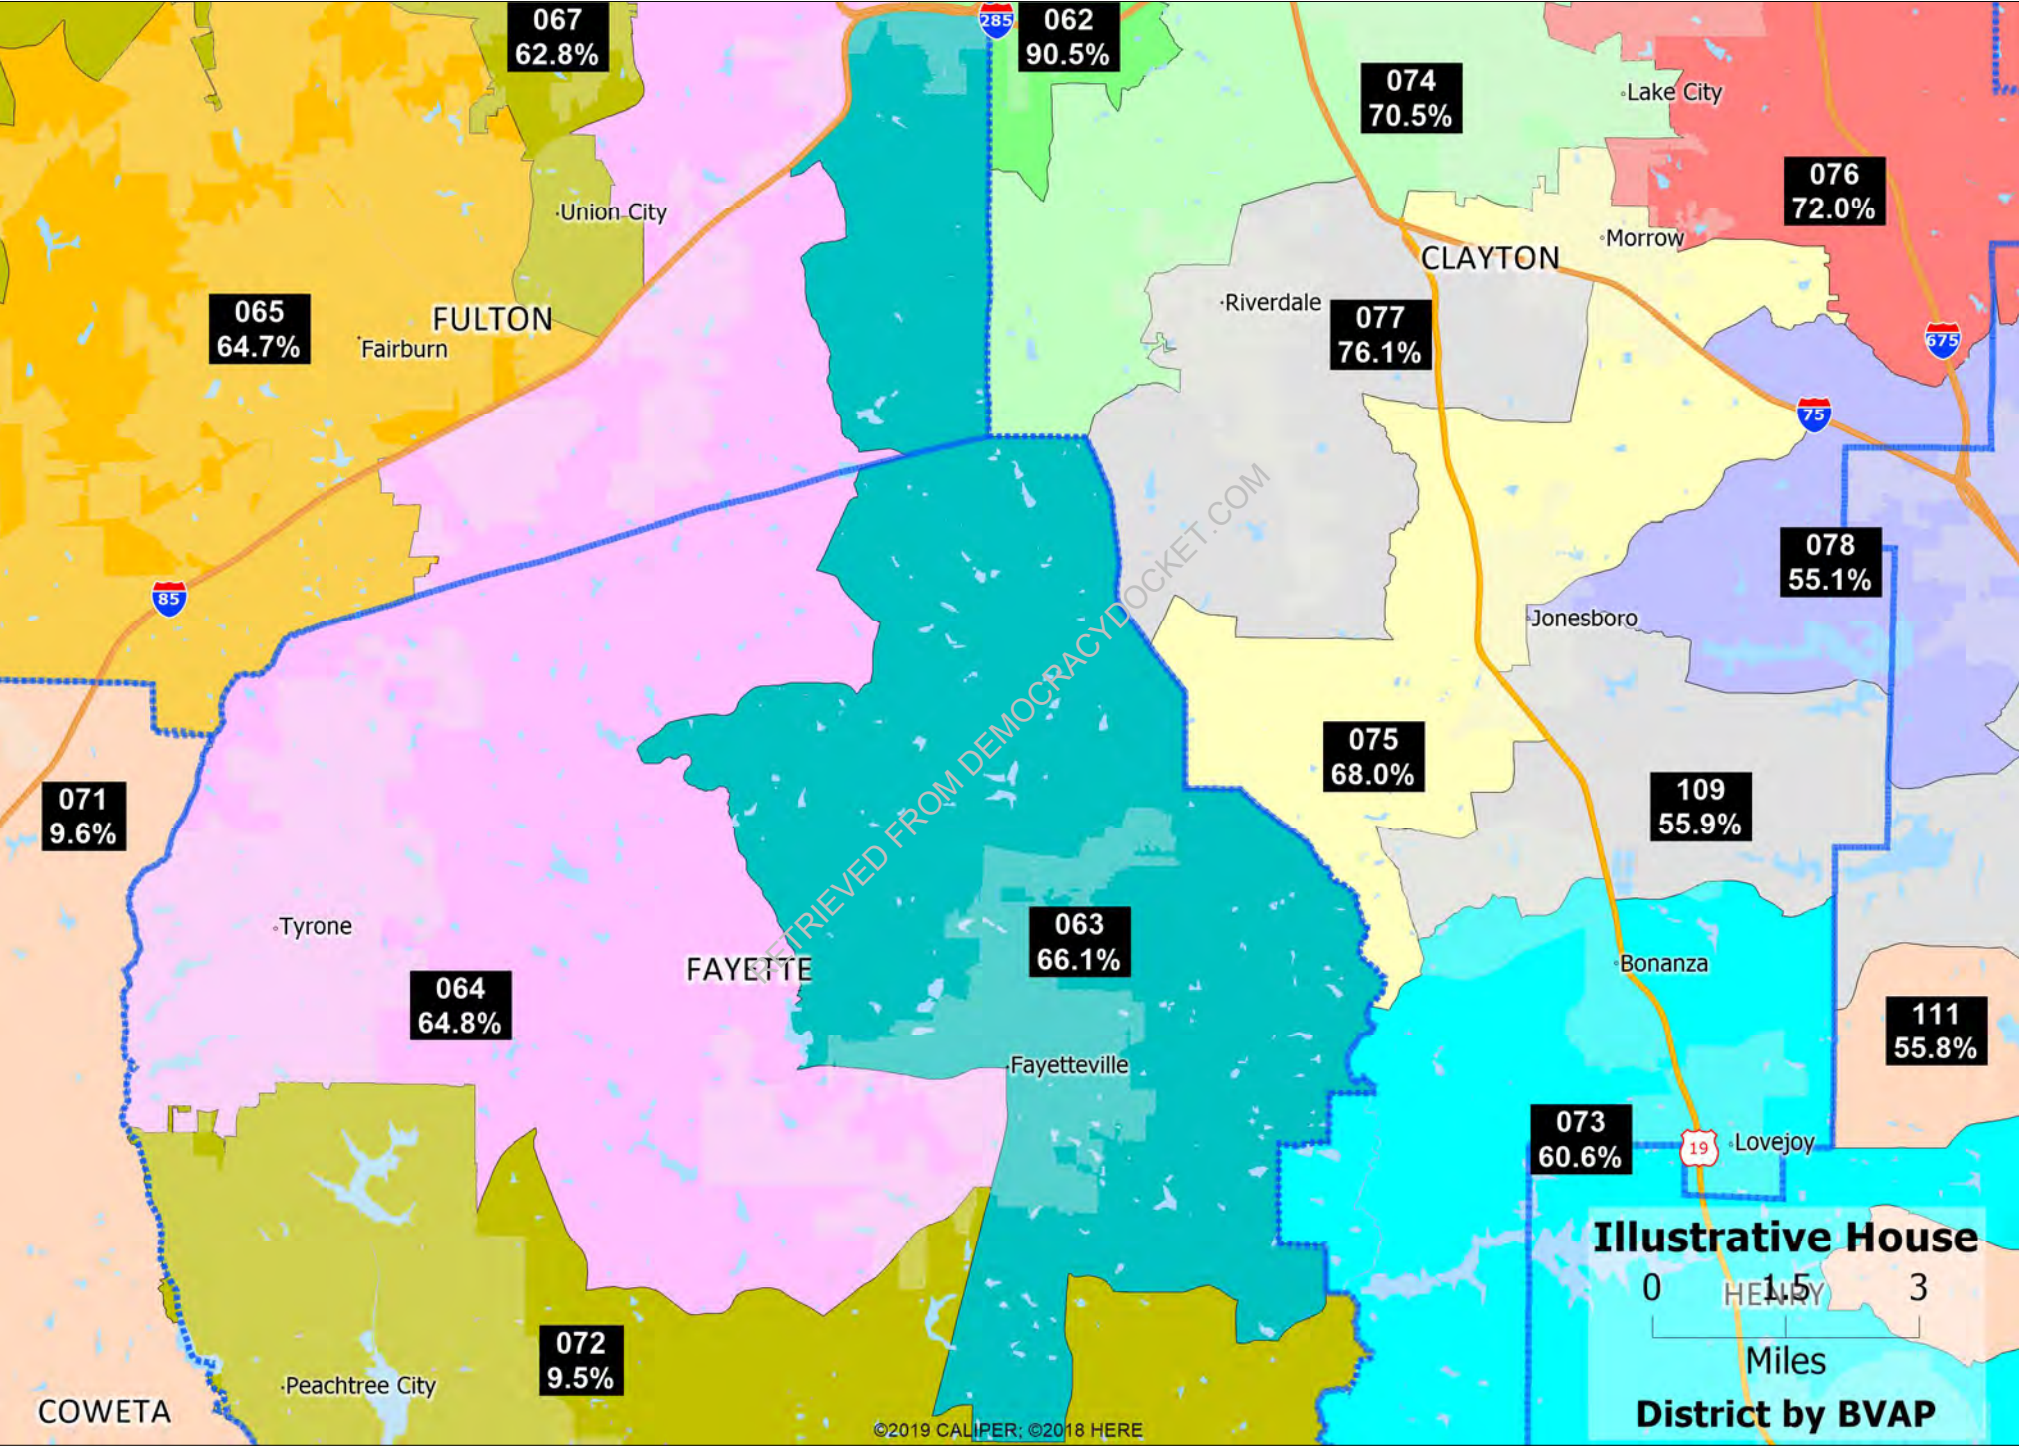 067
62.8%
285
062
90.5%
074
70.5%
Lake City
076
72.0%
Union City
Morrow
CLAYTON
065
64.7%
FULTON
Fairburn
Riverdale
077
76.1%
675
75
078
55.1%
85
Jonesboro
RETRIEVED FROM DEMOCRACYDOCKET.COM
071
9.6%
075
68.0%
109
55.9%
Tyrone
063
66.1%
FAYETTE
064
64.8%
Bonanza
111
55.8%
Fayetteville
073
60.6%
19
Lovejoy
Illustrative House
0 1.5 3
HENRY
Miles
District by BVAP
072
9.5%
Peachtree City
COWETA
©2019 CALIPER; ©2018 HERE